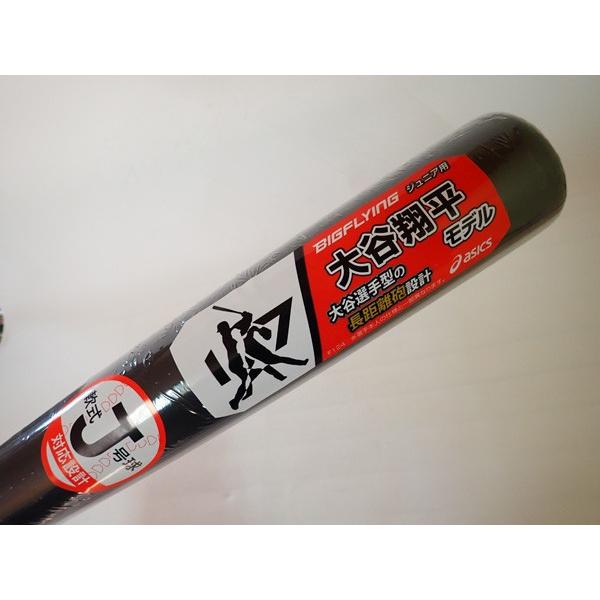 BIGFLYING ジュニア用
大谷翔平
モデル
大谷選手型の
長距離砲設計
asics
軟式
J
号球
対応設計